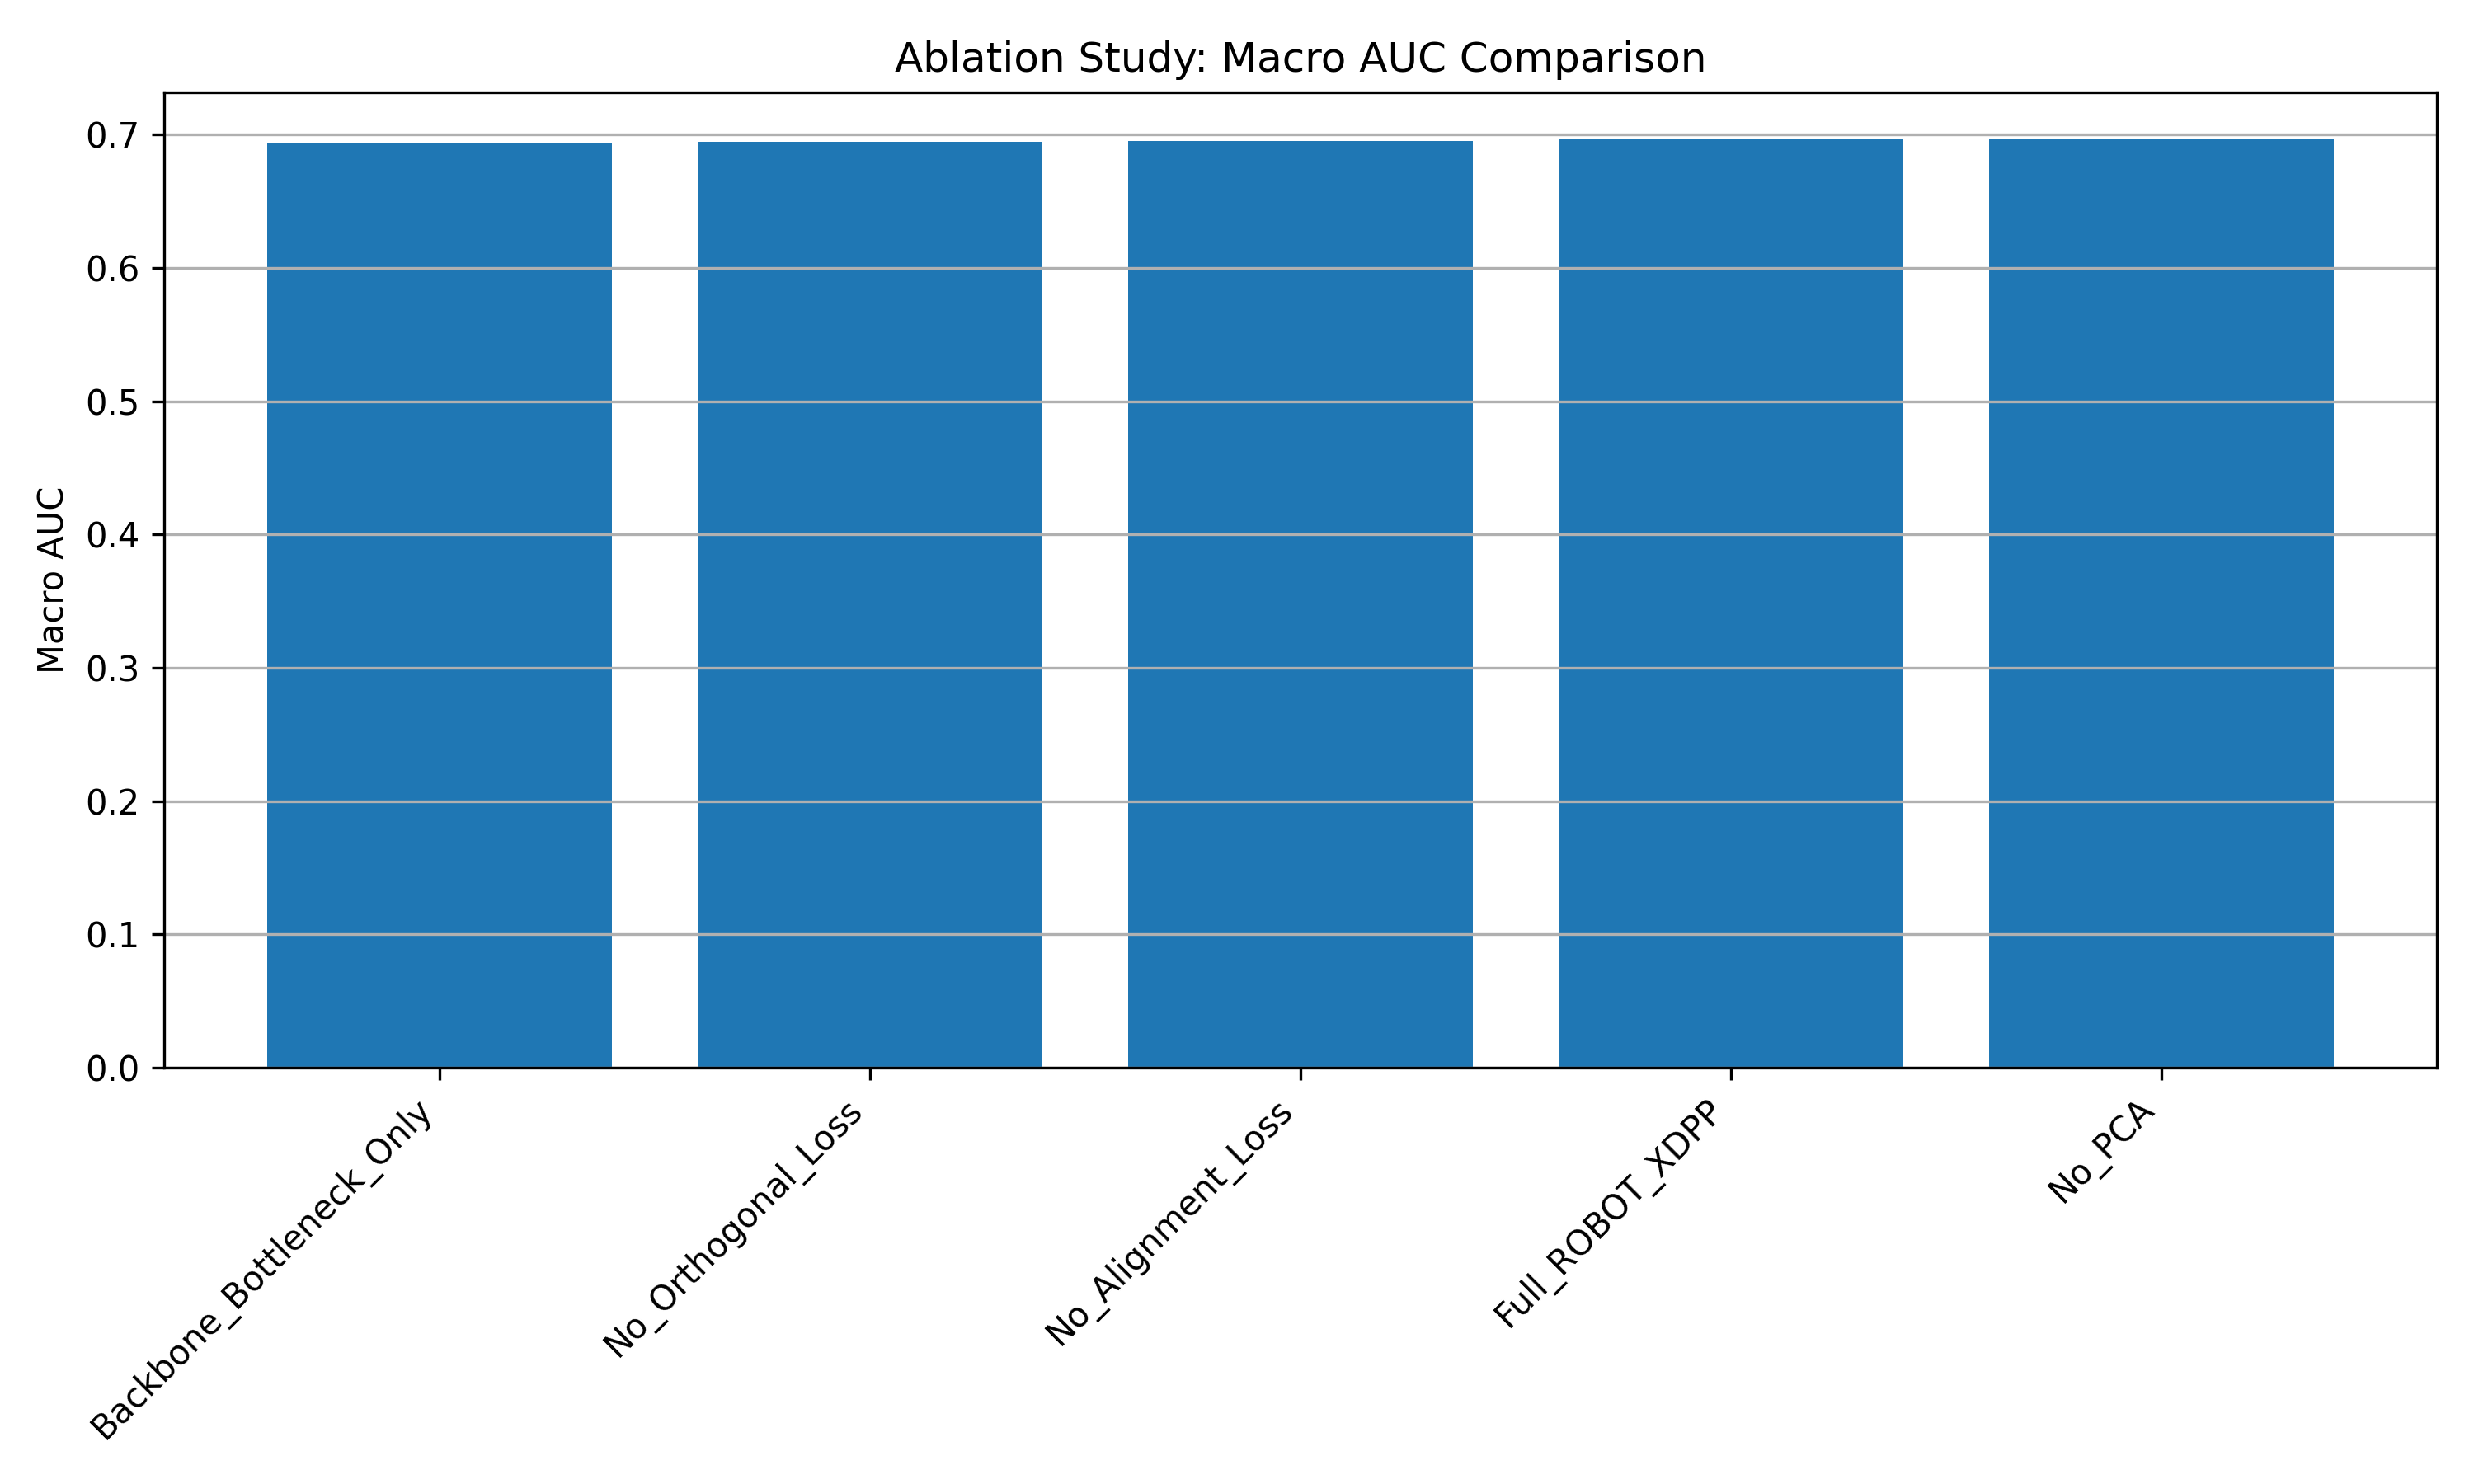 Ablation Study: Macro AUC Comparison
Macro AUC
0.7
0.6
0.5
0.4
0.3
0.2
0.1
0.0
Backbone_Bottleneck_Only
No_Orthogonal_Loss
No_Alignment_Loss
Full_ROBOT_XDPP
No_PCA